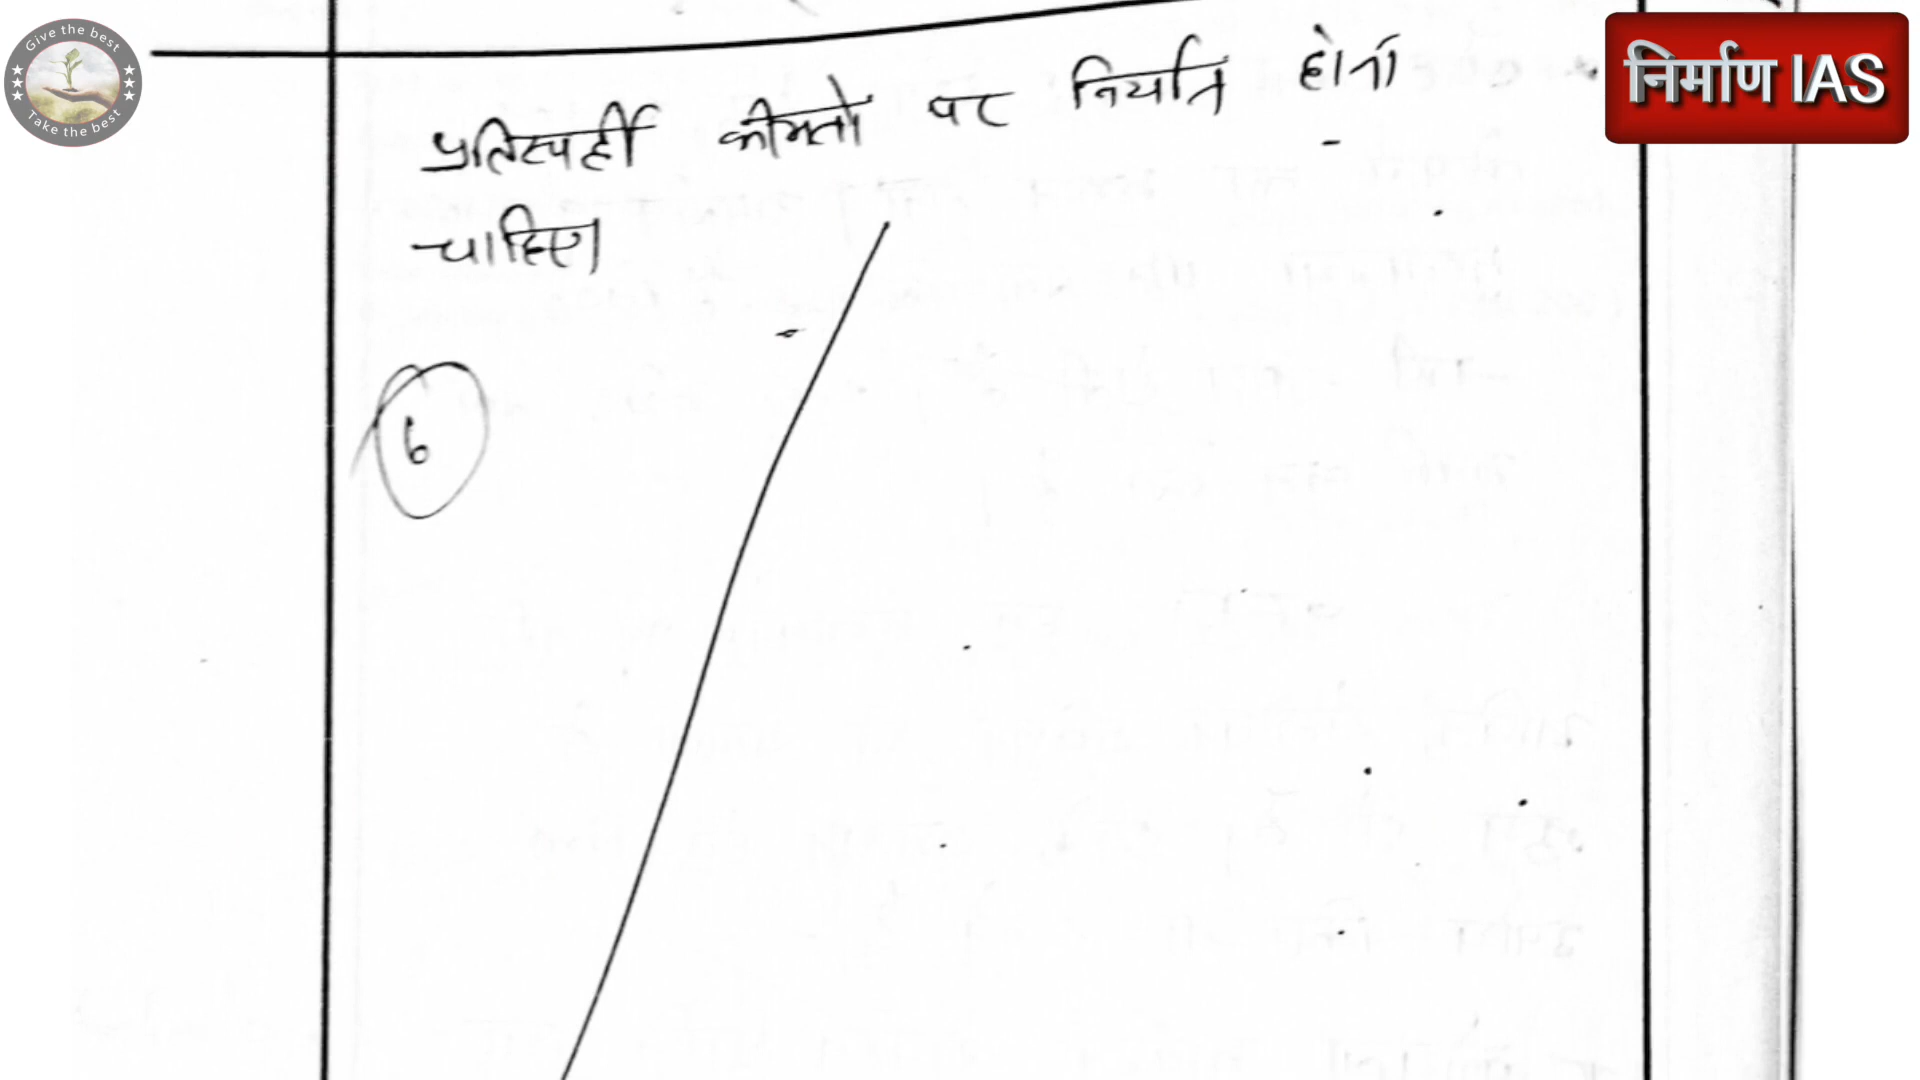 Give the best
Take the best
निर्माण IAS
प्रतिस्पर्द्धी कीमतो पर निर्यात होना
चाहिए।
6